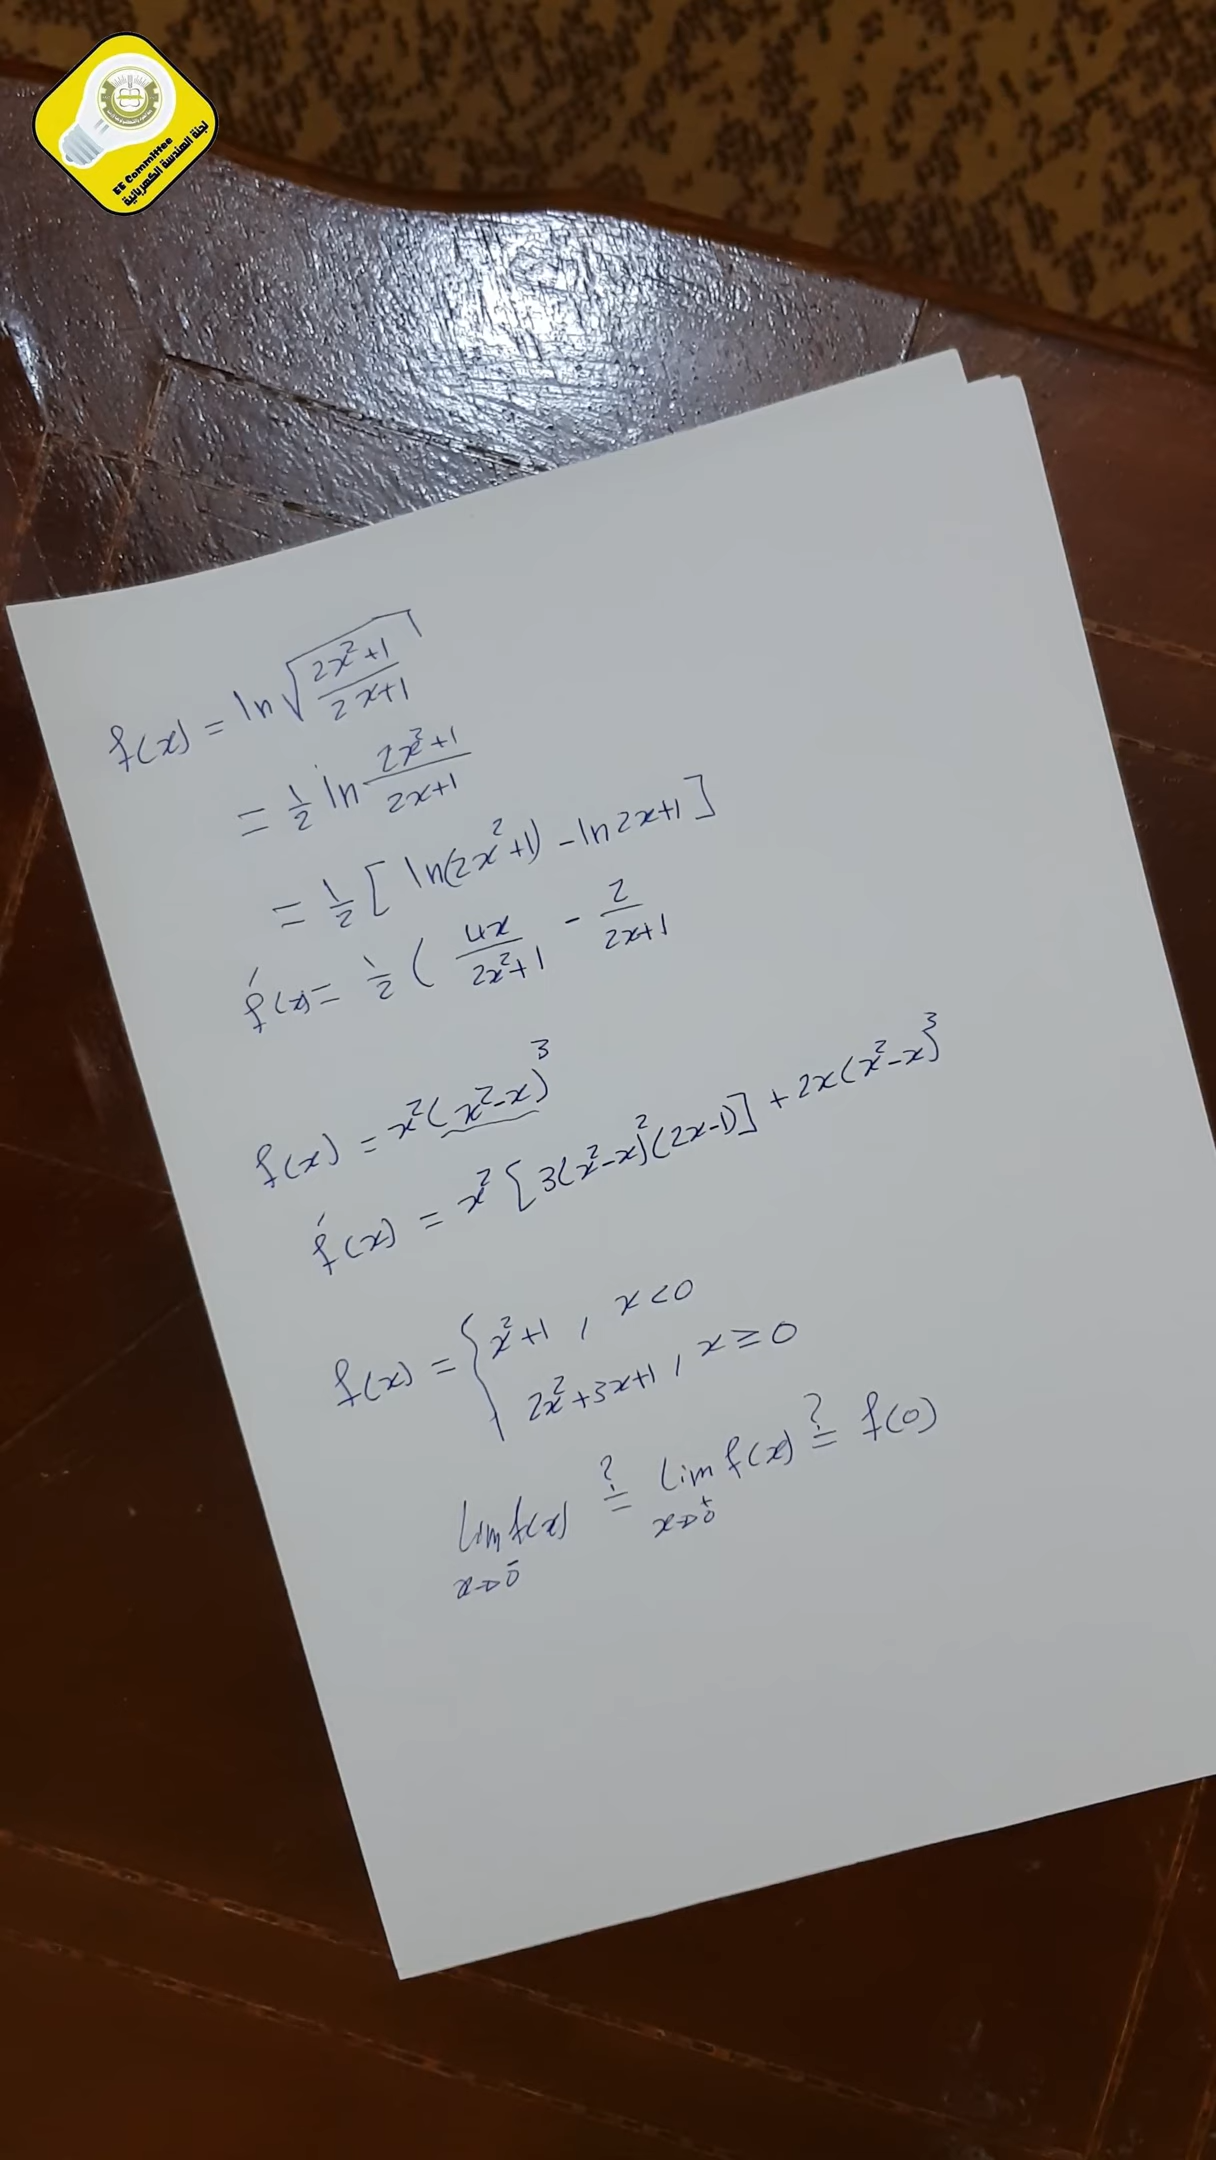 EE Committee
لجنة الهندسة الكهربائية
f(x) = ln √((2x²+1)/(2x+1))
= 1/2 ln (2x²+1)/(2x+1)
= 1/2 [ ln(2x²+1) - ln 2x+1 ]
f́(x) = 1/2 ( 4x/(2x²+1) - 2/(2x+1)
f(x) = x²(x²-x)³
f́(x) = x² [ 3(x²-x)²(2x-1) ] + 2x(x²-x)³
f(x) = { x²+1 , x<0
2x²+3x+1 , x≥0
lim f(x) ≟ lim f(x) ≟ f(0)
x→0⁻ x→0⁺